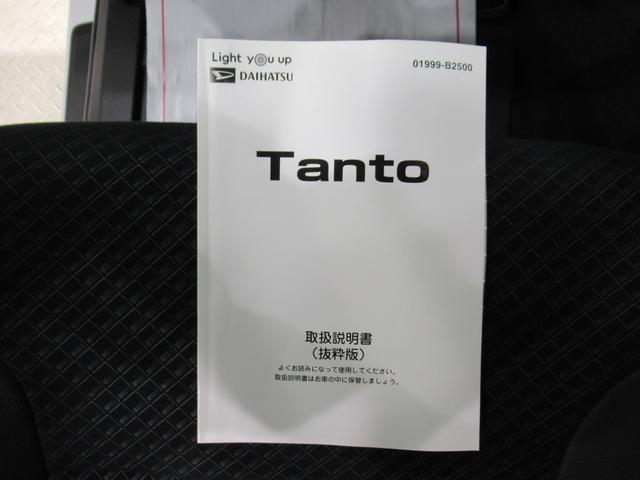 Light you up
DAIHATSU
01999-B2500
Tanto
取扱説明書
（抜粋版）
よくお読みになって使用してください。
取扱説明書はお車の中に保管しましょう。